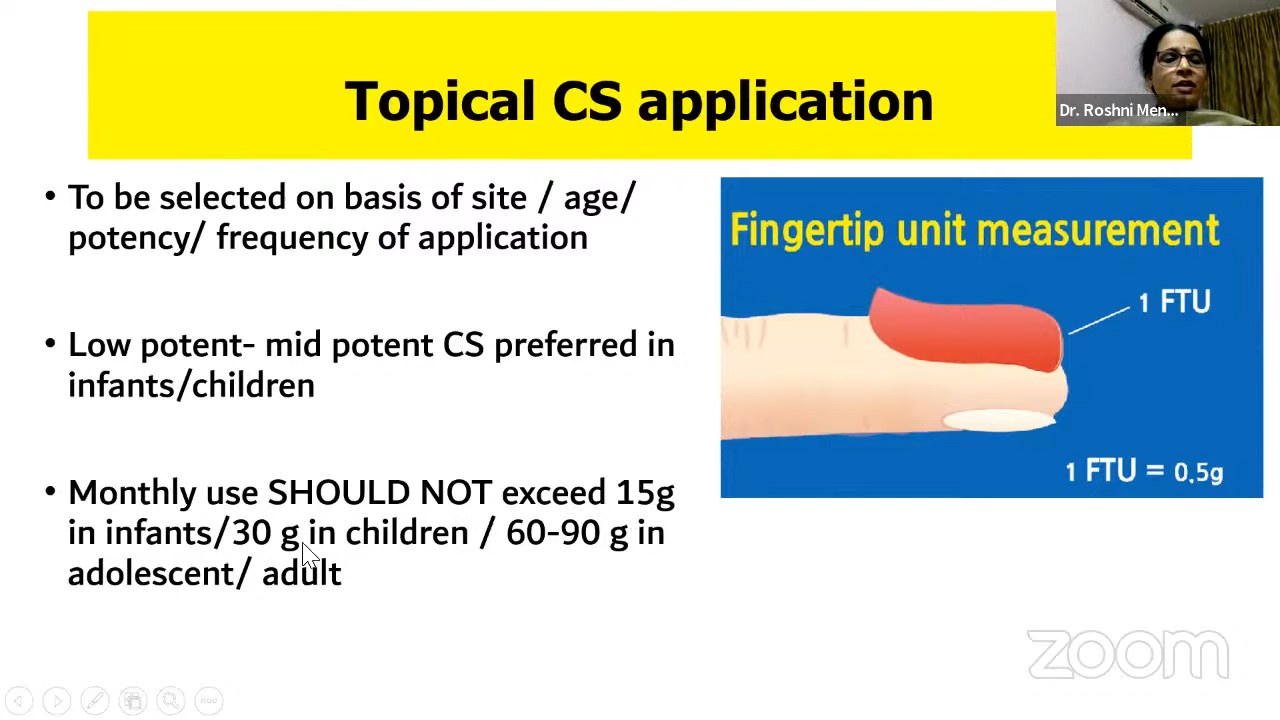 Topical CS application
Dr. Roshni Men...
• To be selected on basis of site / age/
potency/ frequency of application
• Low potent- mid potent CS preferred in
infants/children
• Monthly use SHOULD NOT exceed 15g
in infants/30 g in children / 60-90 g in
adolescent/ adult
Fingertip unit measurement
1 FTU
1 FTU = 0.5g
zoom